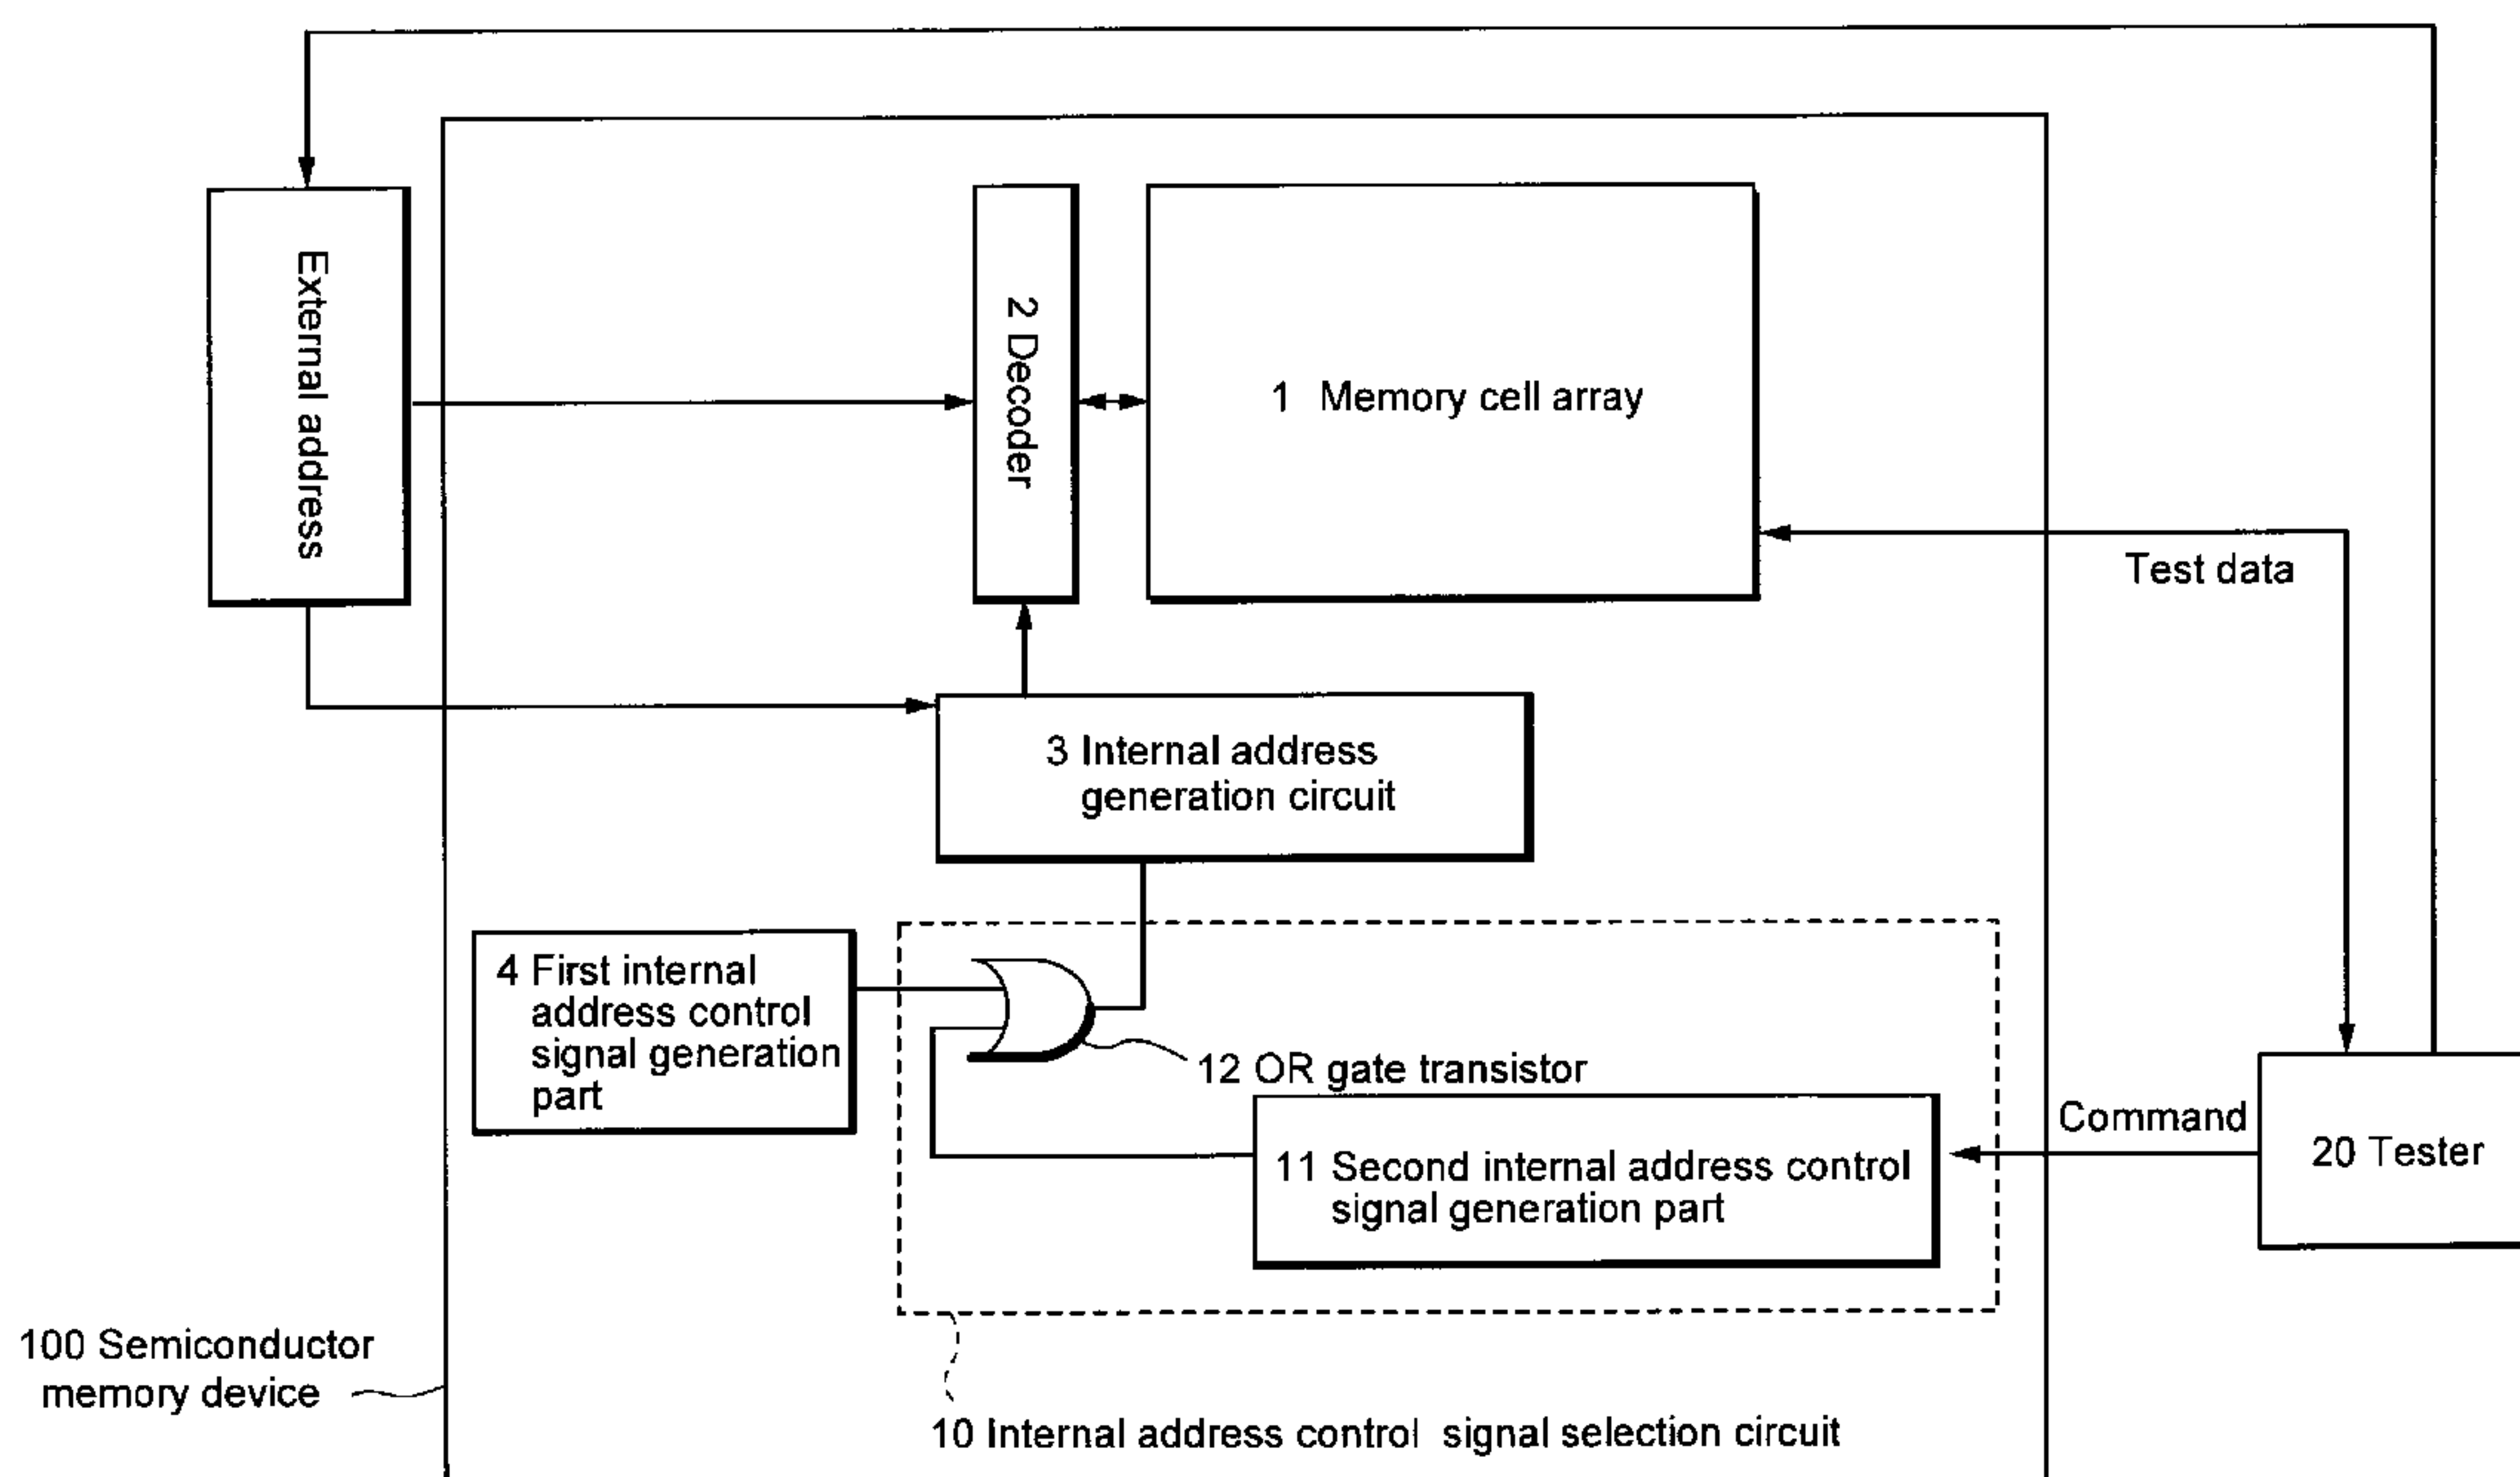 External address
2 Decoder
1 Memory cell array
Test data
3 Internal address
generation circuit
4 First internal
address control
signal generation
part
12 OR gate transistor
Command
20 Tester
11 Second internal address control
signal generation part
100 Semiconductor
memory device
10 Internal address control signal selection circuit